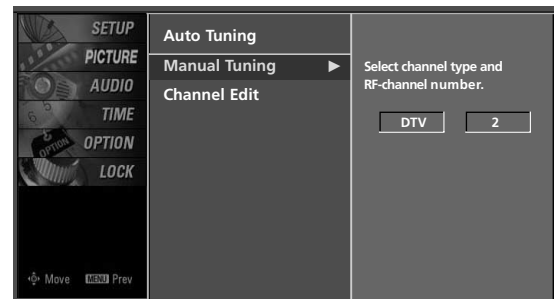 SETUP
PICTURE
AUDIO
TIME
OPTION
LOCK
Move MENU Prev
Auto Tuning
Manual Tuning ►
Channel Edit
Select channel type and
RF-channel number.
DTV 2